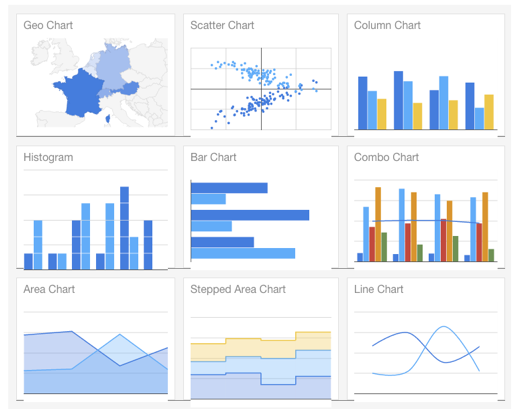 Geo Chart
Scatter Chart
Column Chart
Histogram
Bar Chart
Combo Chart
Area Chart
Stepped Area Chart
Line Chart